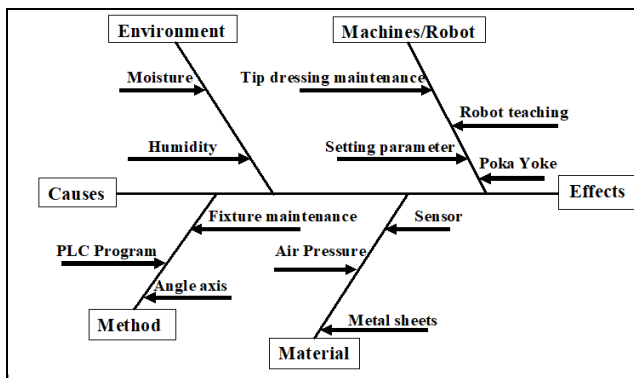 Environment
Machines/Robot
Moisture
Tip dressing maintenance
Robot teaching
Humidity
Setting parameter
Poka Yoke
Causes
Effects
Fixture maintenance
Sensor
PLC Program
Air Pressure
Angle axis
Metal sheets
Method
Material